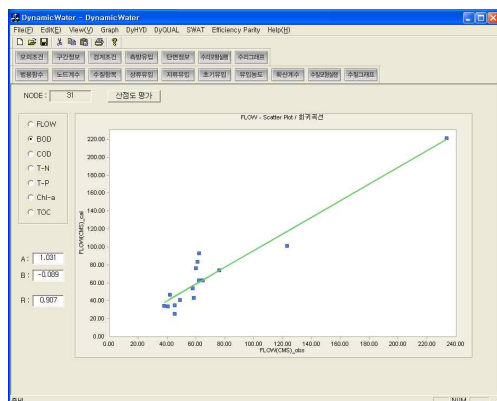 DynamicWater - DynamicWater
File(F) Edit(E) View(V) Graph DyHYD DyQUAL SWAT Efficiency Parity Help(H)
모의조건 구간정보 경계조건 측방유입 단면정보 수리모형실행 수리그래프
반응항수 노드계수 수질항목 상류유입 지류유입 초기유입 유입농도 확산계수 수질모형실행 수질그래프
NODE : 31 산점도 평가
FLOW
BOD
COD
T-N
T-P
Chl-a
TOC
A : 1.031
B : -0.089
R : 0.907
FLOW - Scatter Plot / 회귀곡선
FLOW(CMS)_cal
220.00
200.00
180.00
160.00
140.00
120.00
100.00
80.00
60.00
40.00
20.00
0.00
0.00 20.00 40.00 60.00 80.00 100.00 120.00 140.00 160.00 180.00 200.00 220.00 240.00
FLOW(CMS)_obs
준비 NUM